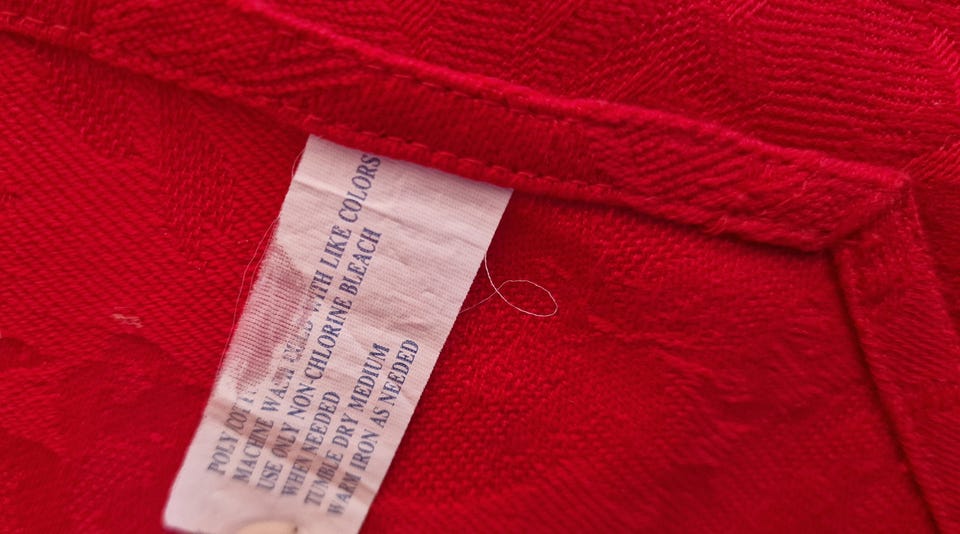 POLY
MACHINE WASH WITH LIKE COLORS
USE ONLY NON-CHLORINE BLEACH
WHEN NEEDED
TUMBLE DRY MEDIUM
WARM IRON AS NEEDED